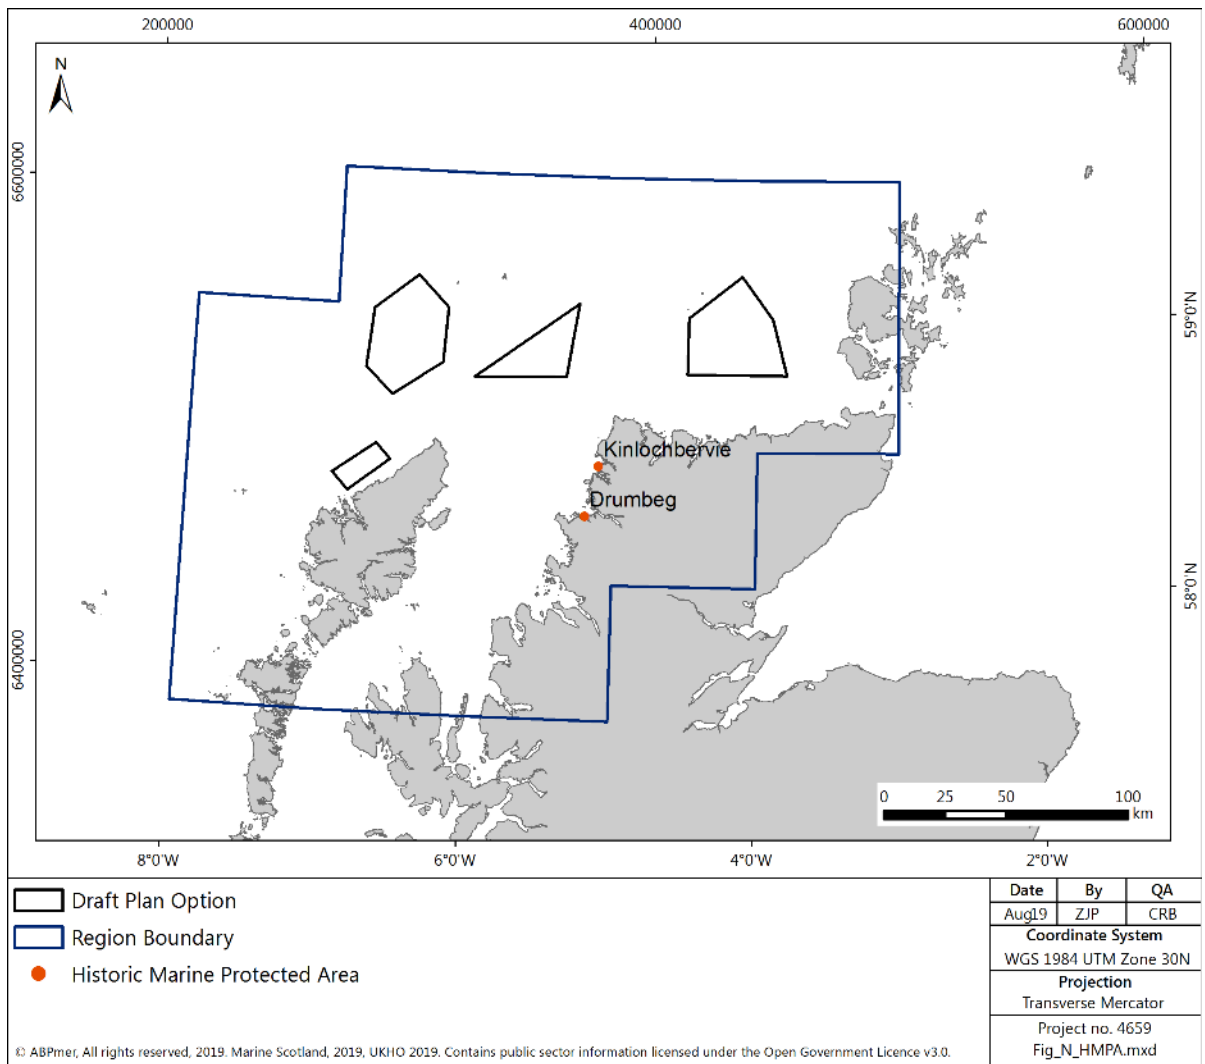 200000
400000
600000
N
6600000
59°0'N
Kinlochbervie
Drumbeg
58°0'N
6400000
0 25 50 100
km
8°0'W 6°0'W 4°0'W 2°0'W
Draft Plan Option
Region Boundary
Historic Marine Protected Area
Date By QA
Aug19 ZJP CRB
Coordinate System
WGS 1984 UTM Zone 30N
Projection
Transverse Mercator
Project no. 4659
Fig_N_HMPA.mxd
© ABPmer, All rights reserved, 2019. Marine Scotland, 2019, UKHO 2019. Contains public sector information licensed under the Open Government Licence v3.0.